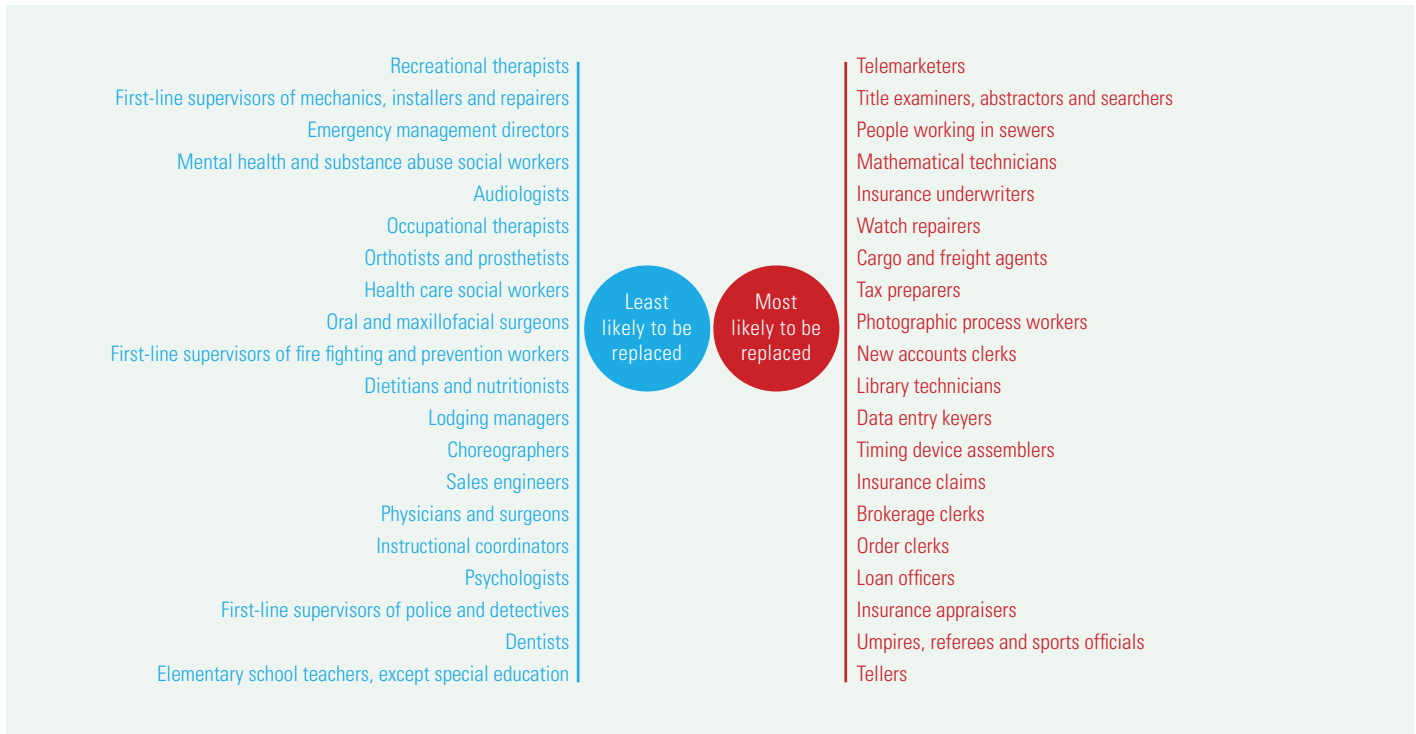 Recreational therapists
First-line supervisors of mechanics, installers and repairers
Emergency management directors
Mental health and substance abuse social workers
Audiologists
Occupational therapists
Orthotists and prosthetists
Health care social workers
Oral and maxillofacial surgeons
First-line supervisors of fire fighting and prevention workers
Dietitians and nutritionists
Lodging managers
Choreographers
Sales engineers
Physicians and surgeons
Instructional coordinators
Psychologists
First-line supervisors of police and detectives
Dentists
Elementary school teachers, except special education
Least
likely to be
replaced
Most
likely to be
replaced
Telemarketers
Title examiners, abstractors and searchers
People working in sewers
Mathematical technicians
Insurance underwriters
Watch repairers
Cargo and freight agents
Tax preparers
Photographic process workers
New accounts clerks
Library technicians
Data entry keyers
Timing device assemblers
Insurance claims
Brokerage clerks
Order clerks
Loan officers
Insurance appraisers
Umpires, referees and sports officials
Tellers